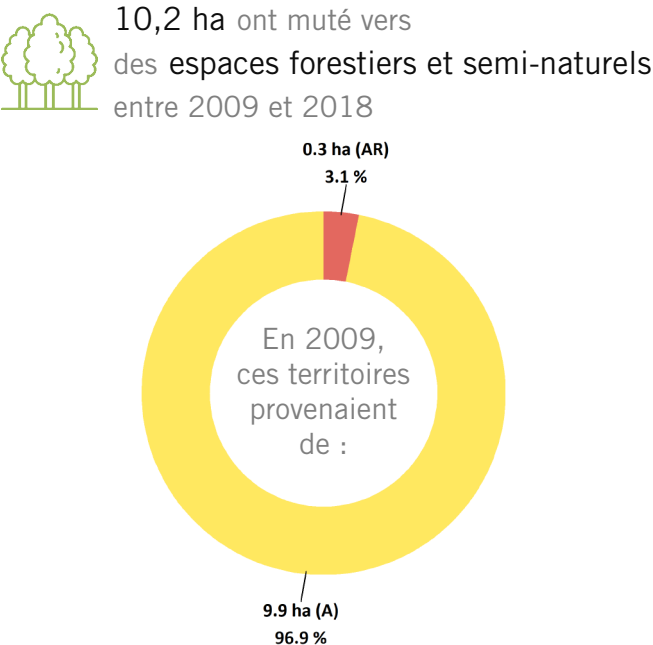 10,2 ha ont muté vers
des espaces forestiers et semi-naturels
entre 2009 et 2018
0.3 ha (AR)
3.1 %
En 2009,
ces territoires
provenaient
de :
9.9 ha (A)
96.9 %